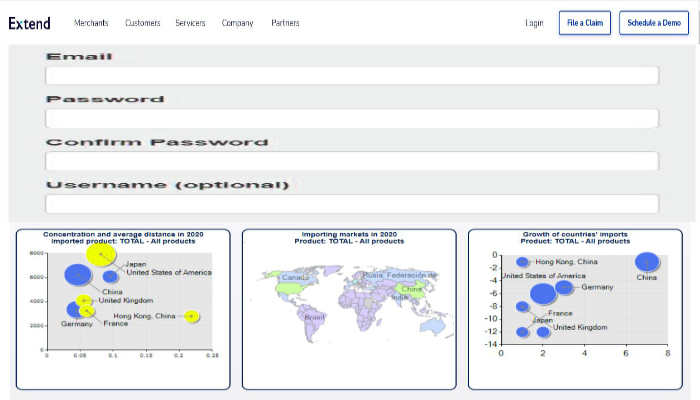 Extend Merchants Customers Servicers Company Partners Login File a Claim Schedule a Demo
Email
Password
Confirm Password
Username (optional)
Concentration and average distance in 2020
Imported product: TOTAL - All products
8000
6000
4000
2000
0
0 0.05 0.1 0.15 0.2 0.25
Japan
United States of America
China
United Kingdom
Hong Kong, China
Germany
France
Importing markets in 2020
Product: TOTAL - All products
Canadá
Rusia, Federación de
China
India
Brasil
Growth of countries' imports
Product: TOTAL - All products
0
-2
-4
-6
-8
-10
-12
-14
0 2 4 6 8
Hong Kong, China
China
United States of America
Germany
France
Japan
United Kingdom